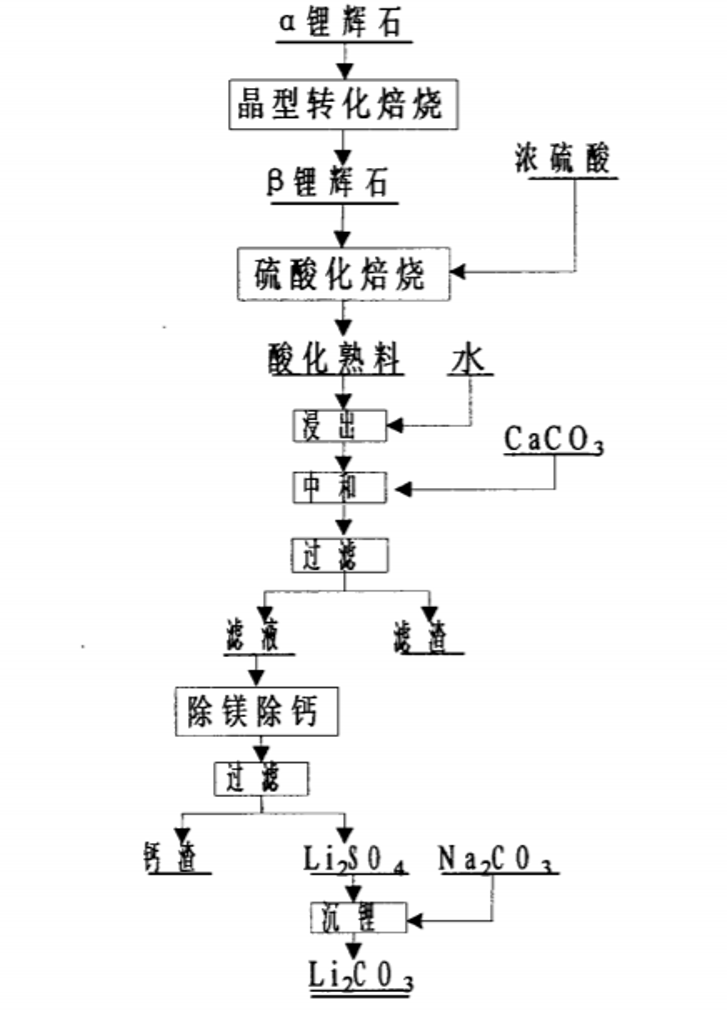 α锂辉石
晶型转化焙烧
β锂辉石
浓硫酸
硫酸化焙烧
酸化熟料
水
浸出
CaCO₃
中和
过滤
滤液
滤渣
除镁除钙
过滤
钙渣
Li₂SO₄
Na₂CO₃
沉锂
Li₂CO₃